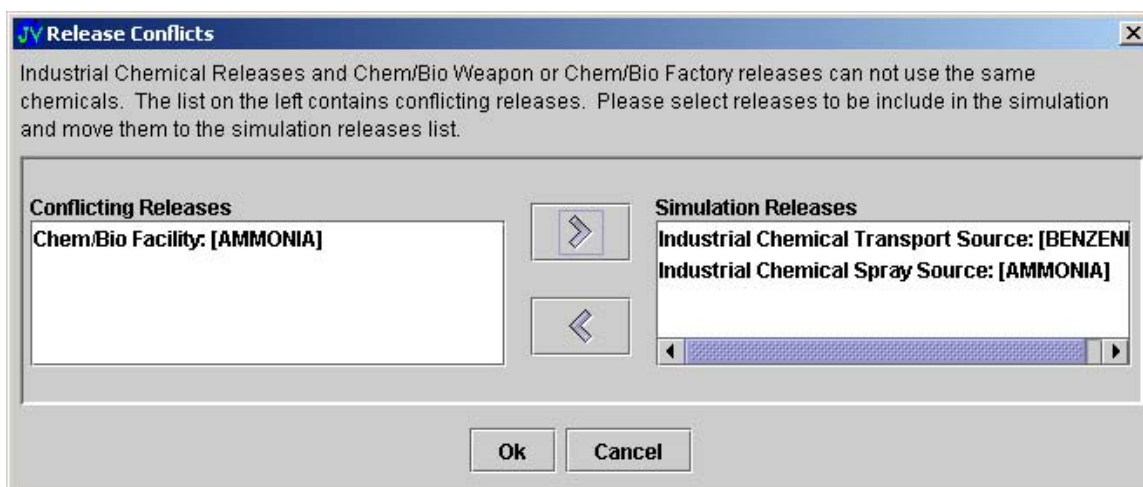 JV Release Conflicts
Industrial Chemical Releases and Chem/Bio Weapon or Chem/Bio Factory releases can not use the same
chemicals. The list on the left contains conflicting releases. Please select releases to be include in the simulation
and move them to the simulation releases list.
Conflicting Releases
Chem/Bio Facility: [AMMONIA]
Simulation Releases
Industrial Chemical Transport Source: [BENZEN
Industrial Chemical Spray Source: [AMMONIA]
Ok
Cancel